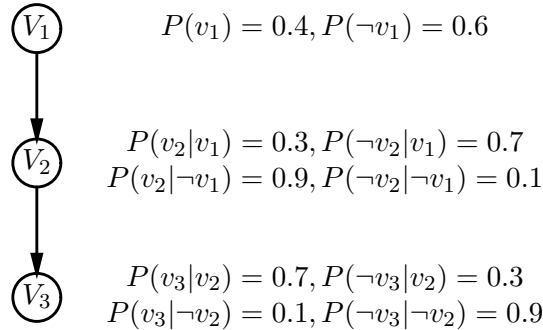 V₁ P(v₁) = 0.4, P(¬v₁) = 0.6
P(v₂|v₁) = 0.3, P(¬v₂|v₁) = 0.7
V₂
P(v₂|¬v₁) = 0.9, P(¬v₂|¬v₁) = 0.1
P(v₃|v₂) = 0.7, P(¬v₃|v₂) = 0.3
V₃
P(v₃|¬v₂) = 0.1, P(¬v₃|¬v₂) = 0.9